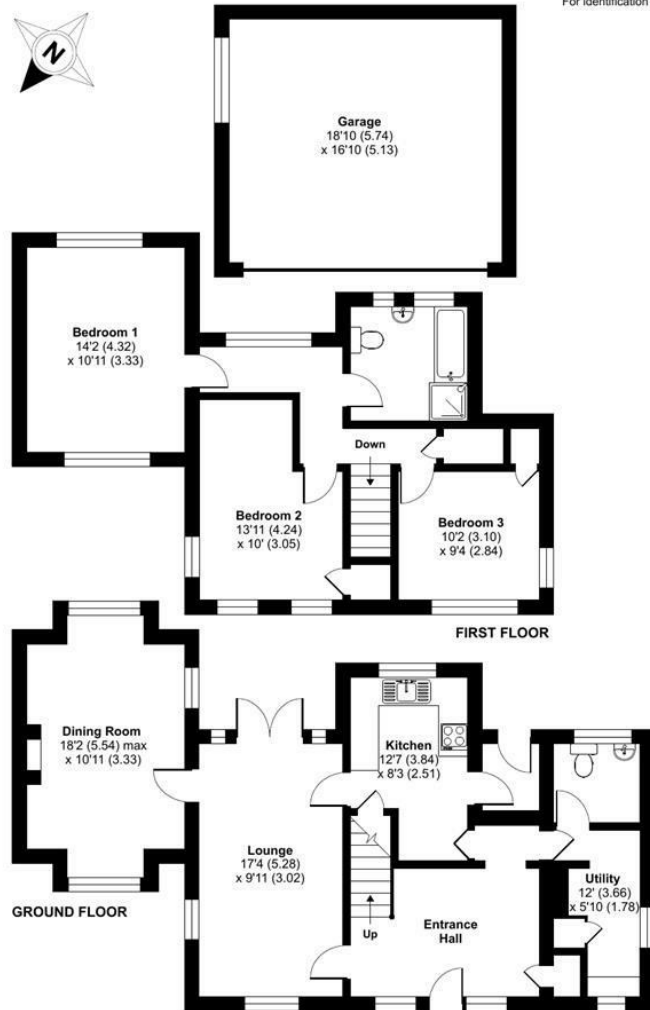 For identification
N
Garage
18'10 (5.74)
x 16'10 (5.13)
Bedroom 1
14'2 (4.32)
x 10'11 (3.33)
Down
Bedroom 2
13'11 (4.24)
x 10' (3.05)
Bedroom 3
10'2 (3.10)
x 9'4 (2.84)
FIRST FLOOR
Dining Room
18'2 (5.54) max
x 10'11 (3.33)
Kitchen
12'7 (3.84)
x 8'3 (2.51)
Lounge
17'4 (5.28)
x 9'11 (3.02)
Utility
12' (3.66)
x 5'10 (1.78)
Up
Entrance
Hall
GROUND FLOOR